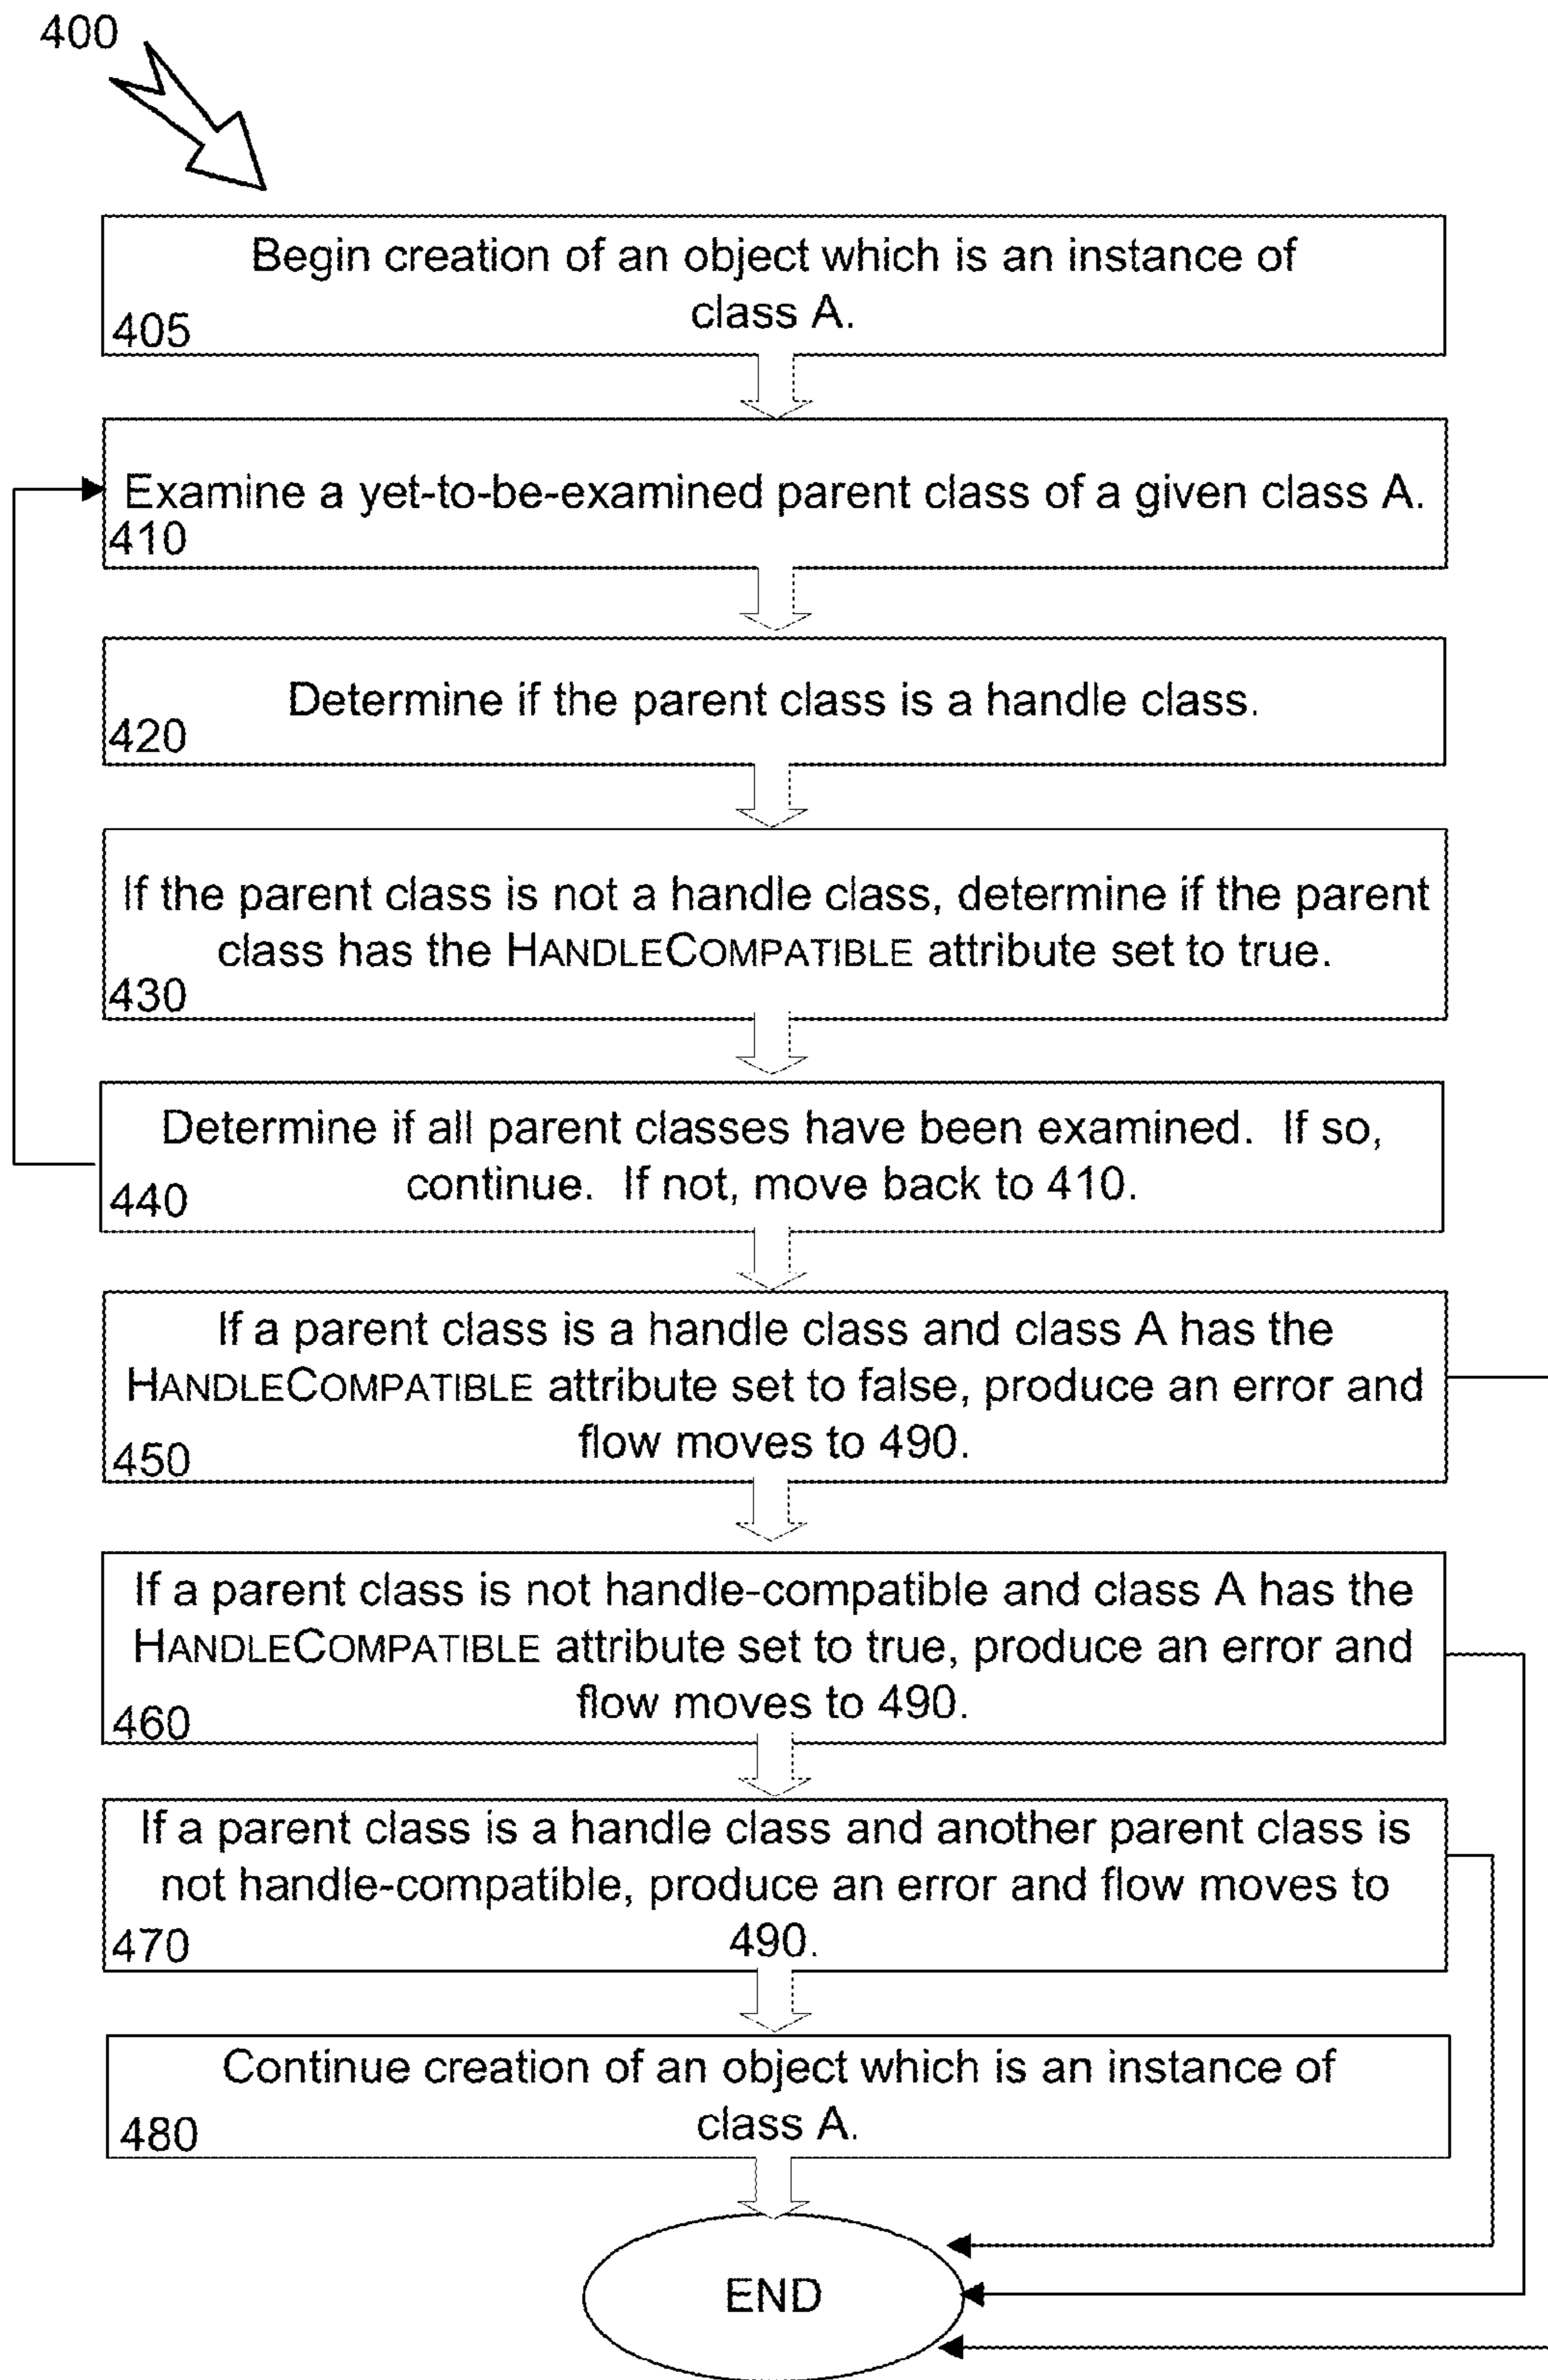 400
Begin creation of an object which is an instance of
class A.
405
Examine a yet-to-be-examined parent class of a given class A.
410
Determine if the parent class is a handle class.
420
If the parent class is not a handle class, determine if the parent
class has the HANDLECOMPATIBLE attribute set to true.
430
Determine if all parent classes have been examined. If so,
continue. If not, move back to 410.
440
If a parent class is a handle class and class A has the
HANDLECOMPATIBLE attribute set to false, produce an error and
flow moves to 490.
450
If a parent class is not handle-compatible and class A has the
HANDLECOMPATIBLE attribute set to true, produce an error and
flow moves to 490.
460
If a parent class is a handle class and another parent class is
not handle-compatible, produce an error and flow moves to
490.
470
Continue creation of an object which is an instance of
class A.
480
END